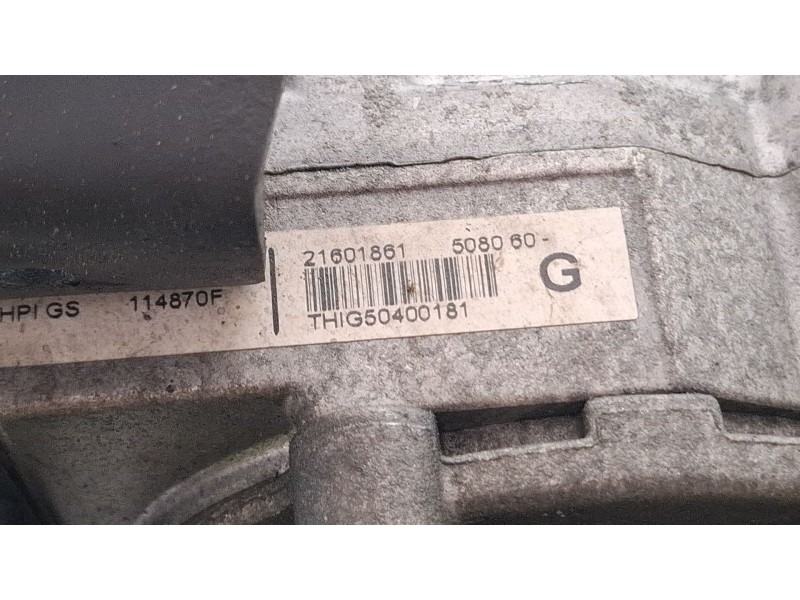 21601861 5080 60-
G
HPI GS 114870F
THIG50400181